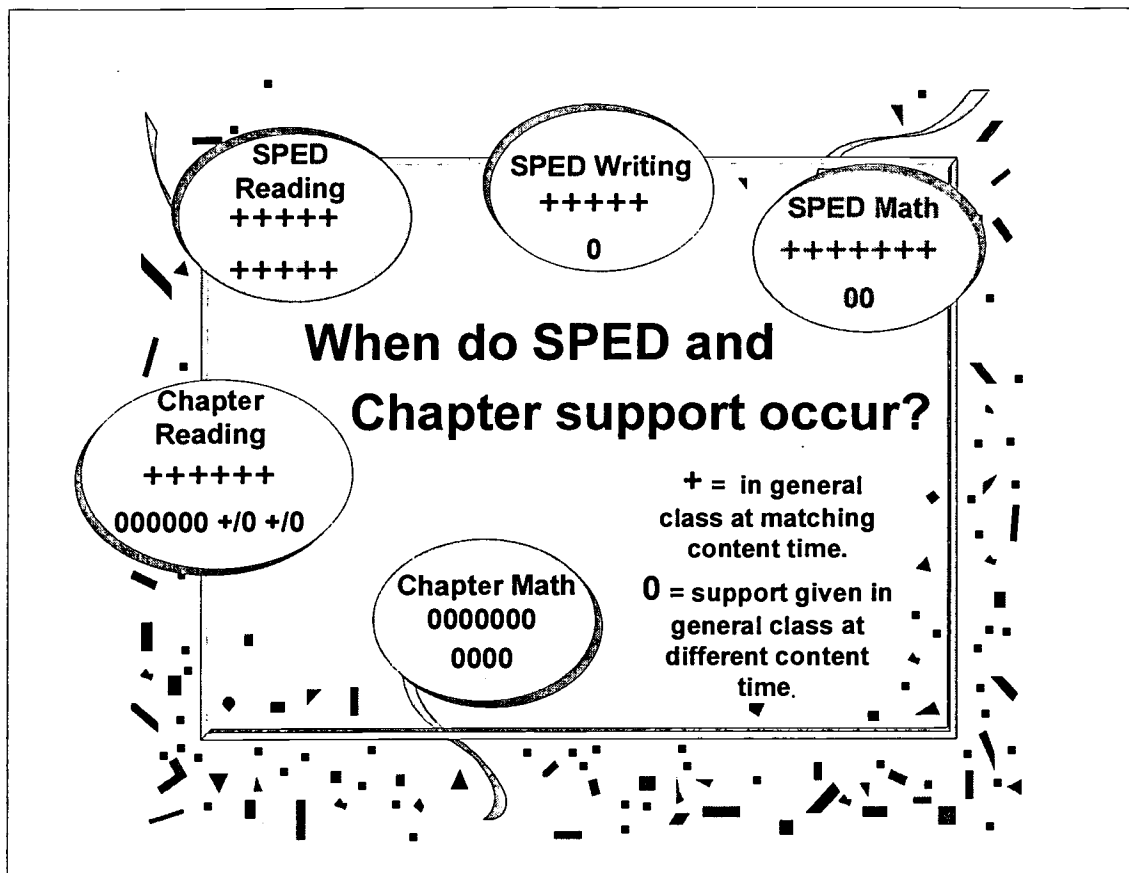 SPED
Reading
+++++
+++++
SPED Writing
+++++
0
SPED Math
+++++++
00
When do SPED and
Chapter support occur?
Chapter
Reading
++++++
000000 +/0 +/0
Chapter Math
0000000
0000
+ = in general
class at matching
content time.
0 = support given in
general class at
different content
time.